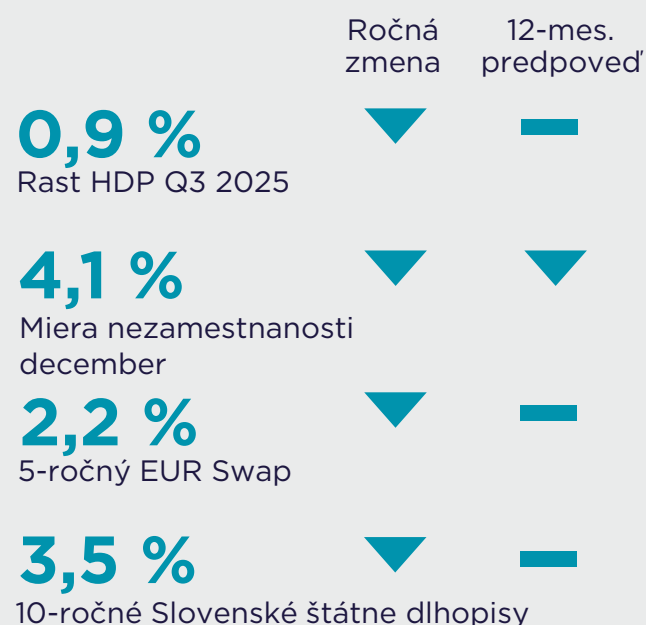 Ročná 12-mes.
zmena predpoveď
0,9 %
Rast HDP Q3 2025
4,1 %
Miera nezamestnanosti
december
2,2 %
5-ročný EUR Swap
3,5 %
10-ročné Slovenské štátne dlhopisy